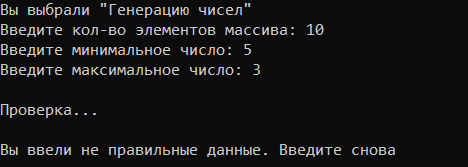 Вы выбрали "Генерацию чисел"
Введите кол-во элементов массива: 10
Введите минимальное число: 5
Введите максимальное число: 3
Проверка...
Вы ввели не правильные данные. Введите снова